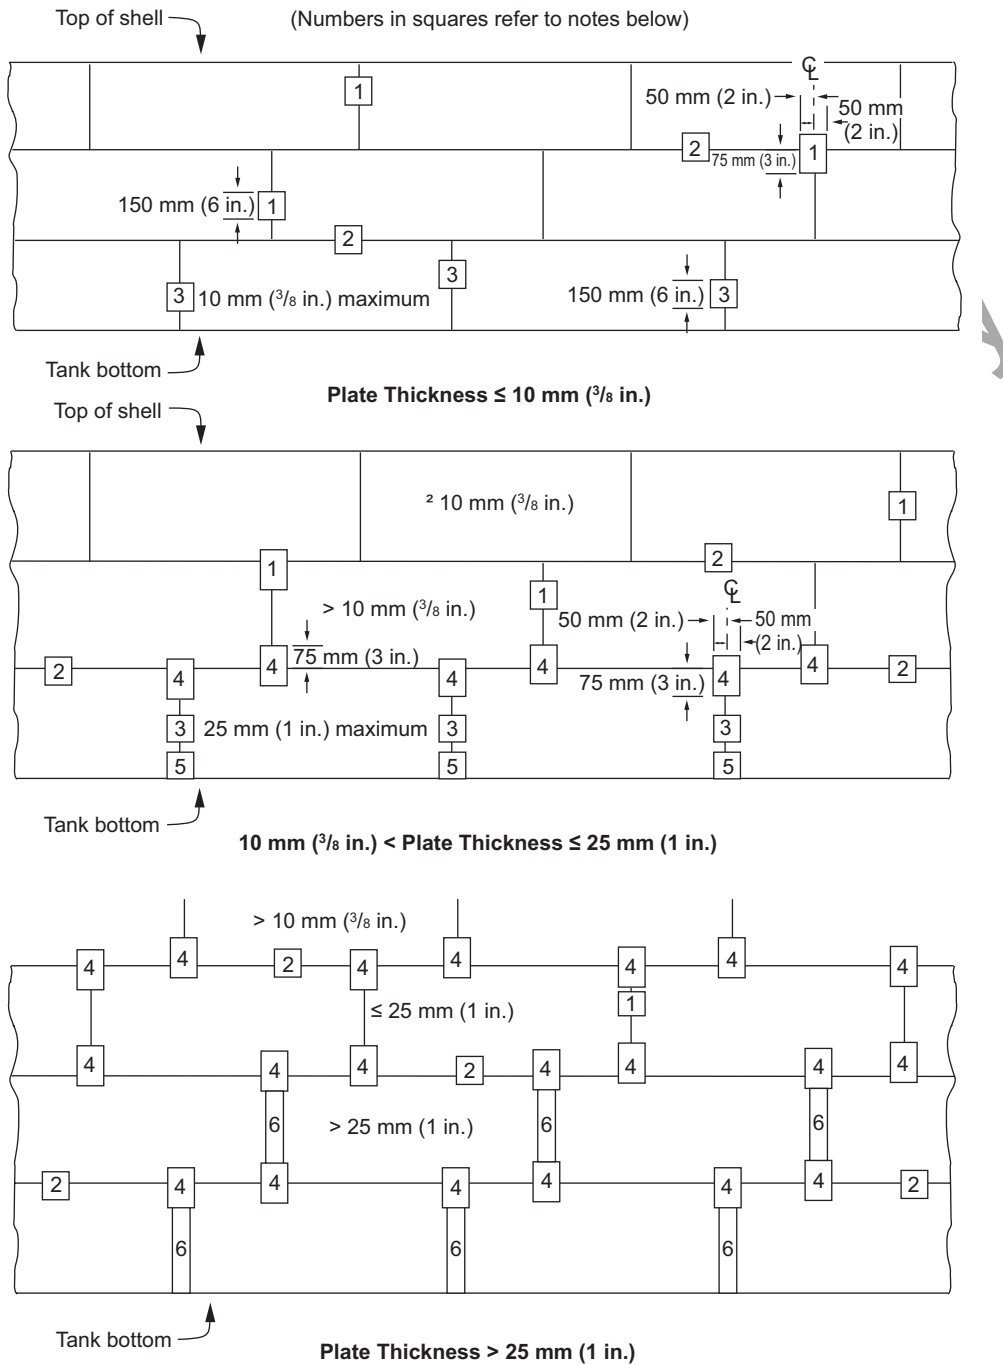 Top of shell
(Numbers in squares refer to notes below)
1
℄
50 mm (2 in.)
50 mm
(2 in.)
2
75 mm (3 in.)
1
150 mm (6 in.)
1
2
3
3
10 mm (3/8 in.) maximum
150 mm (6 in.)
3
Tank bottom
Plate Thickness ≤ 10 mm (3/8 in.)
Top of shell
² 10 mm (3/8 in.)
1
1
2
> 10 mm (3/8 in.)
1
℄
50 mm (2 in.)
50 mm
(2 in.)
2
4
4
75 mm (3 in.)
4
4
75 mm (3 in.)
4
4
2
3
25 mm (1 in.) maximum
3
3
5
5
5
Tank bottom
10 mm (3/8 in.) < Plate Thickness ≤ 25 mm (1 in.)
> 10 mm (3/8 in.)
4
4
2
4
4
4
4
4
≤ 25 mm (1 in.)
1
4
4
4
2
4
4
4
4
6
> 25 mm (1 in.)
6
6
2
4
4
4
4
4
4
2
6
6
6
Tank bottom
Plate Thickness > 25 mm (1 in.)